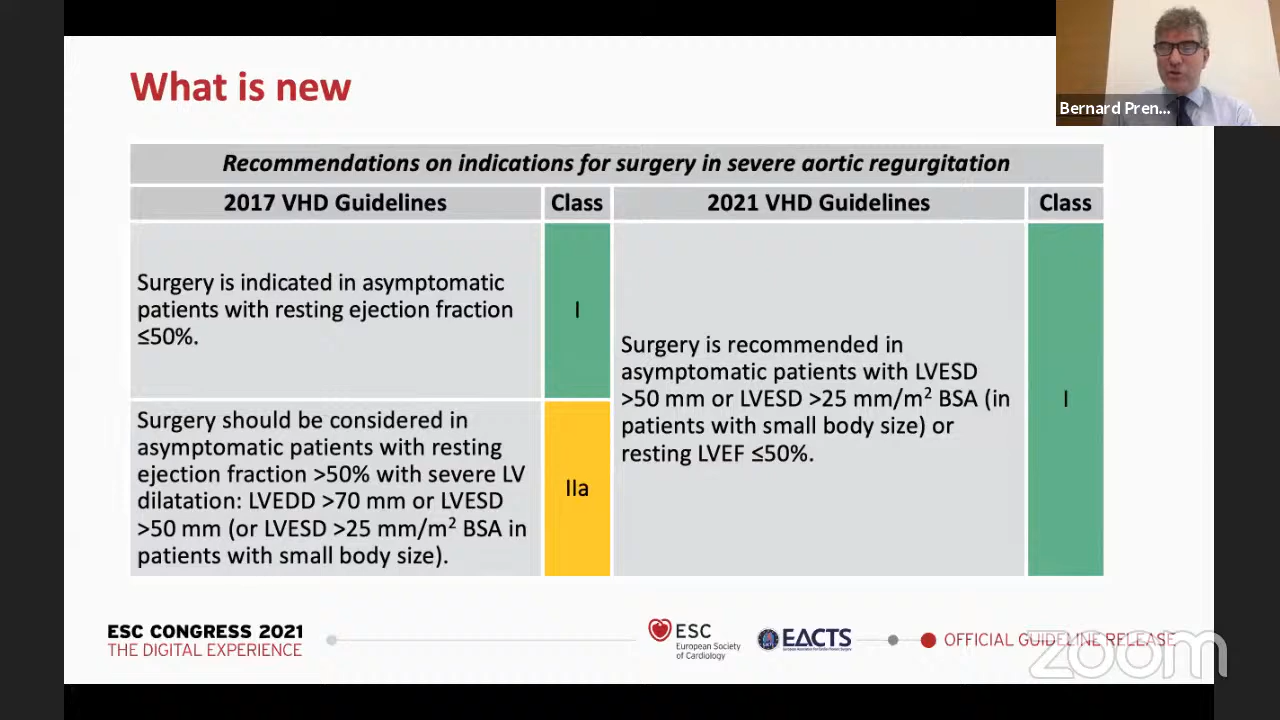 What is new
Bernard Pren...
Recommendations on indications for surgery in severe aortic regurgitation
2017 VHD Guidelines
Class
2021 VHD Guidelines
Class
Surgery is indicated in asymptomatic
patients with resting ejection fraction
≤50%.
I
Surgery should be considered in
asymptomatic patients with resting
ejection fraction >50% with severe LV
dilatation: LVEDD >70 mm or LVESD
>50 mm (or LVESD >25 mm/m² BSA in
patients with small body size).
IIa
Surgery is recommended in
asymptomatic patients with LVESD
>50 mm or LVESD >25 mm/m² BSA (in
patients with small body size) or
resting LVEF ≤50%.
I
ESC CONGRESS 2021
THE DIGITAL EXPERIENCE
ESC
European Society
of Cardiology
EACTS
OFFICIAL GUIDELINE RELEASE
zoom